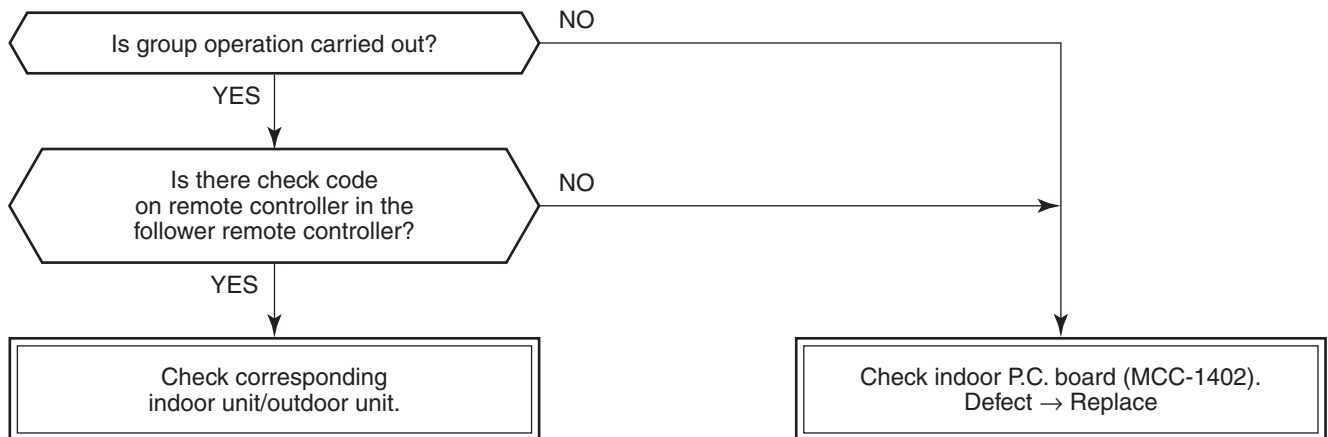 Is group operation carried out?
NO
YES
Is there check code
on remote controller in the
follower remote controller?
NO
YES
Check corresponding
indoor unit/outdoor unit.
Check indoor P.C. board (MCC-1402).
Defect → Replace